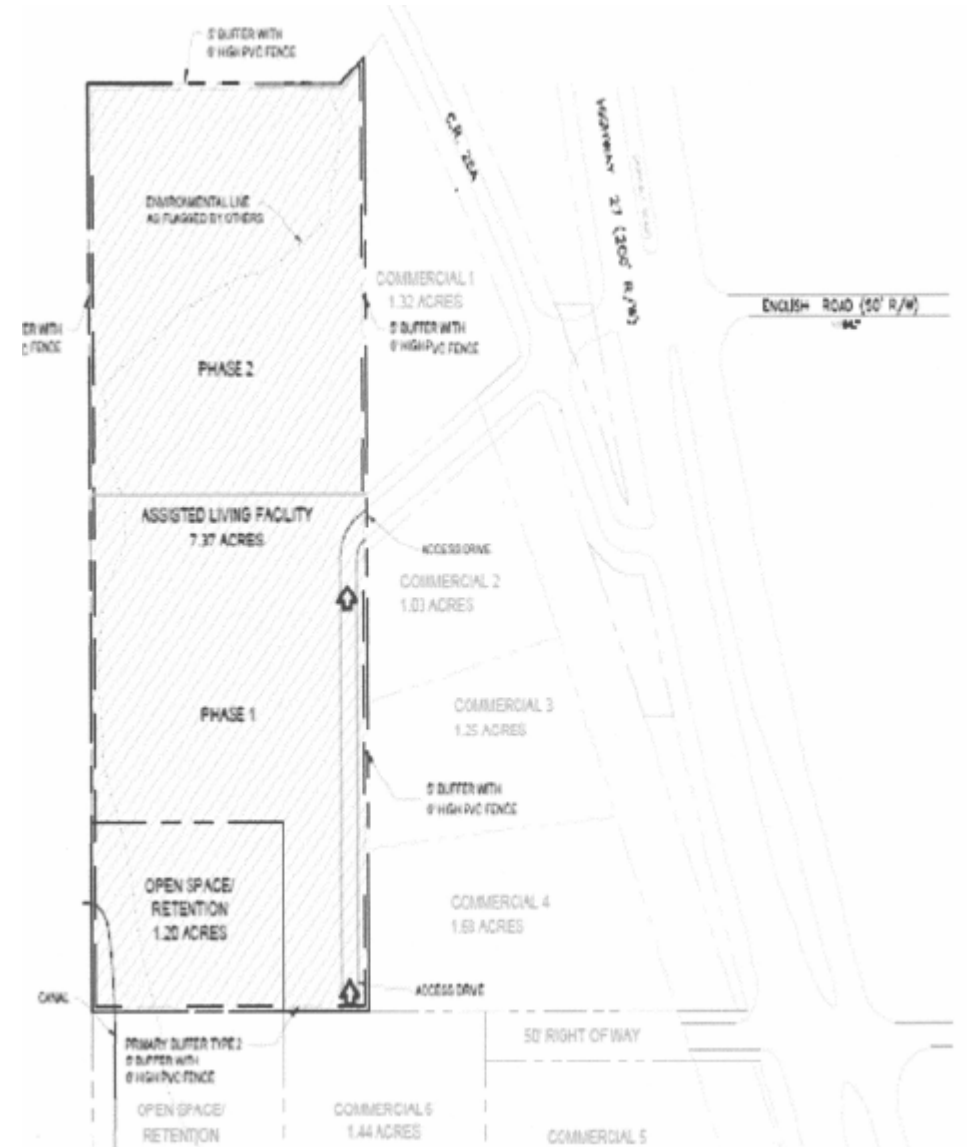 5' BUFFER WITH
6' HIGH PVC FENCE
C.R. 25A
HIGHWAY 27 (200' R/W)
ENVIRONMENTAL LINE
AS FLAGGED BY OTHERS
COMMERCIAL 1
1.32 ACRES
ENGLISH ROAD (50' R/W)
ER WITH
C FENCE
5' BUFFER WITH
6' HIGH PVC FENCE
PHASE 2
ASSISTED LIVING FACILITY
7.37 ACRES
ACCESS DRIVE
COMMERCIAL 2
1.03 ACRES
PHASE 1
COMMERCIAL 3
1.25 ACRES
5' BUFFER WITH
6' HIGH PVC FENCE
OPEN SPACE/
RETENTION
1.20 ACRES
COMMERCIAL 4
1.68 ACRES
CANAL
ACCESS DRIVE
PRIMARY BUFFER TYPE 2
5' BUFFER WITH
6' HIGH PVC FENCE
50' RIGHT OF WAY
OPEN SPACE/
RETENTION
COMMERCIAL 6
1.44 ACRES
COMMERCIAL 5